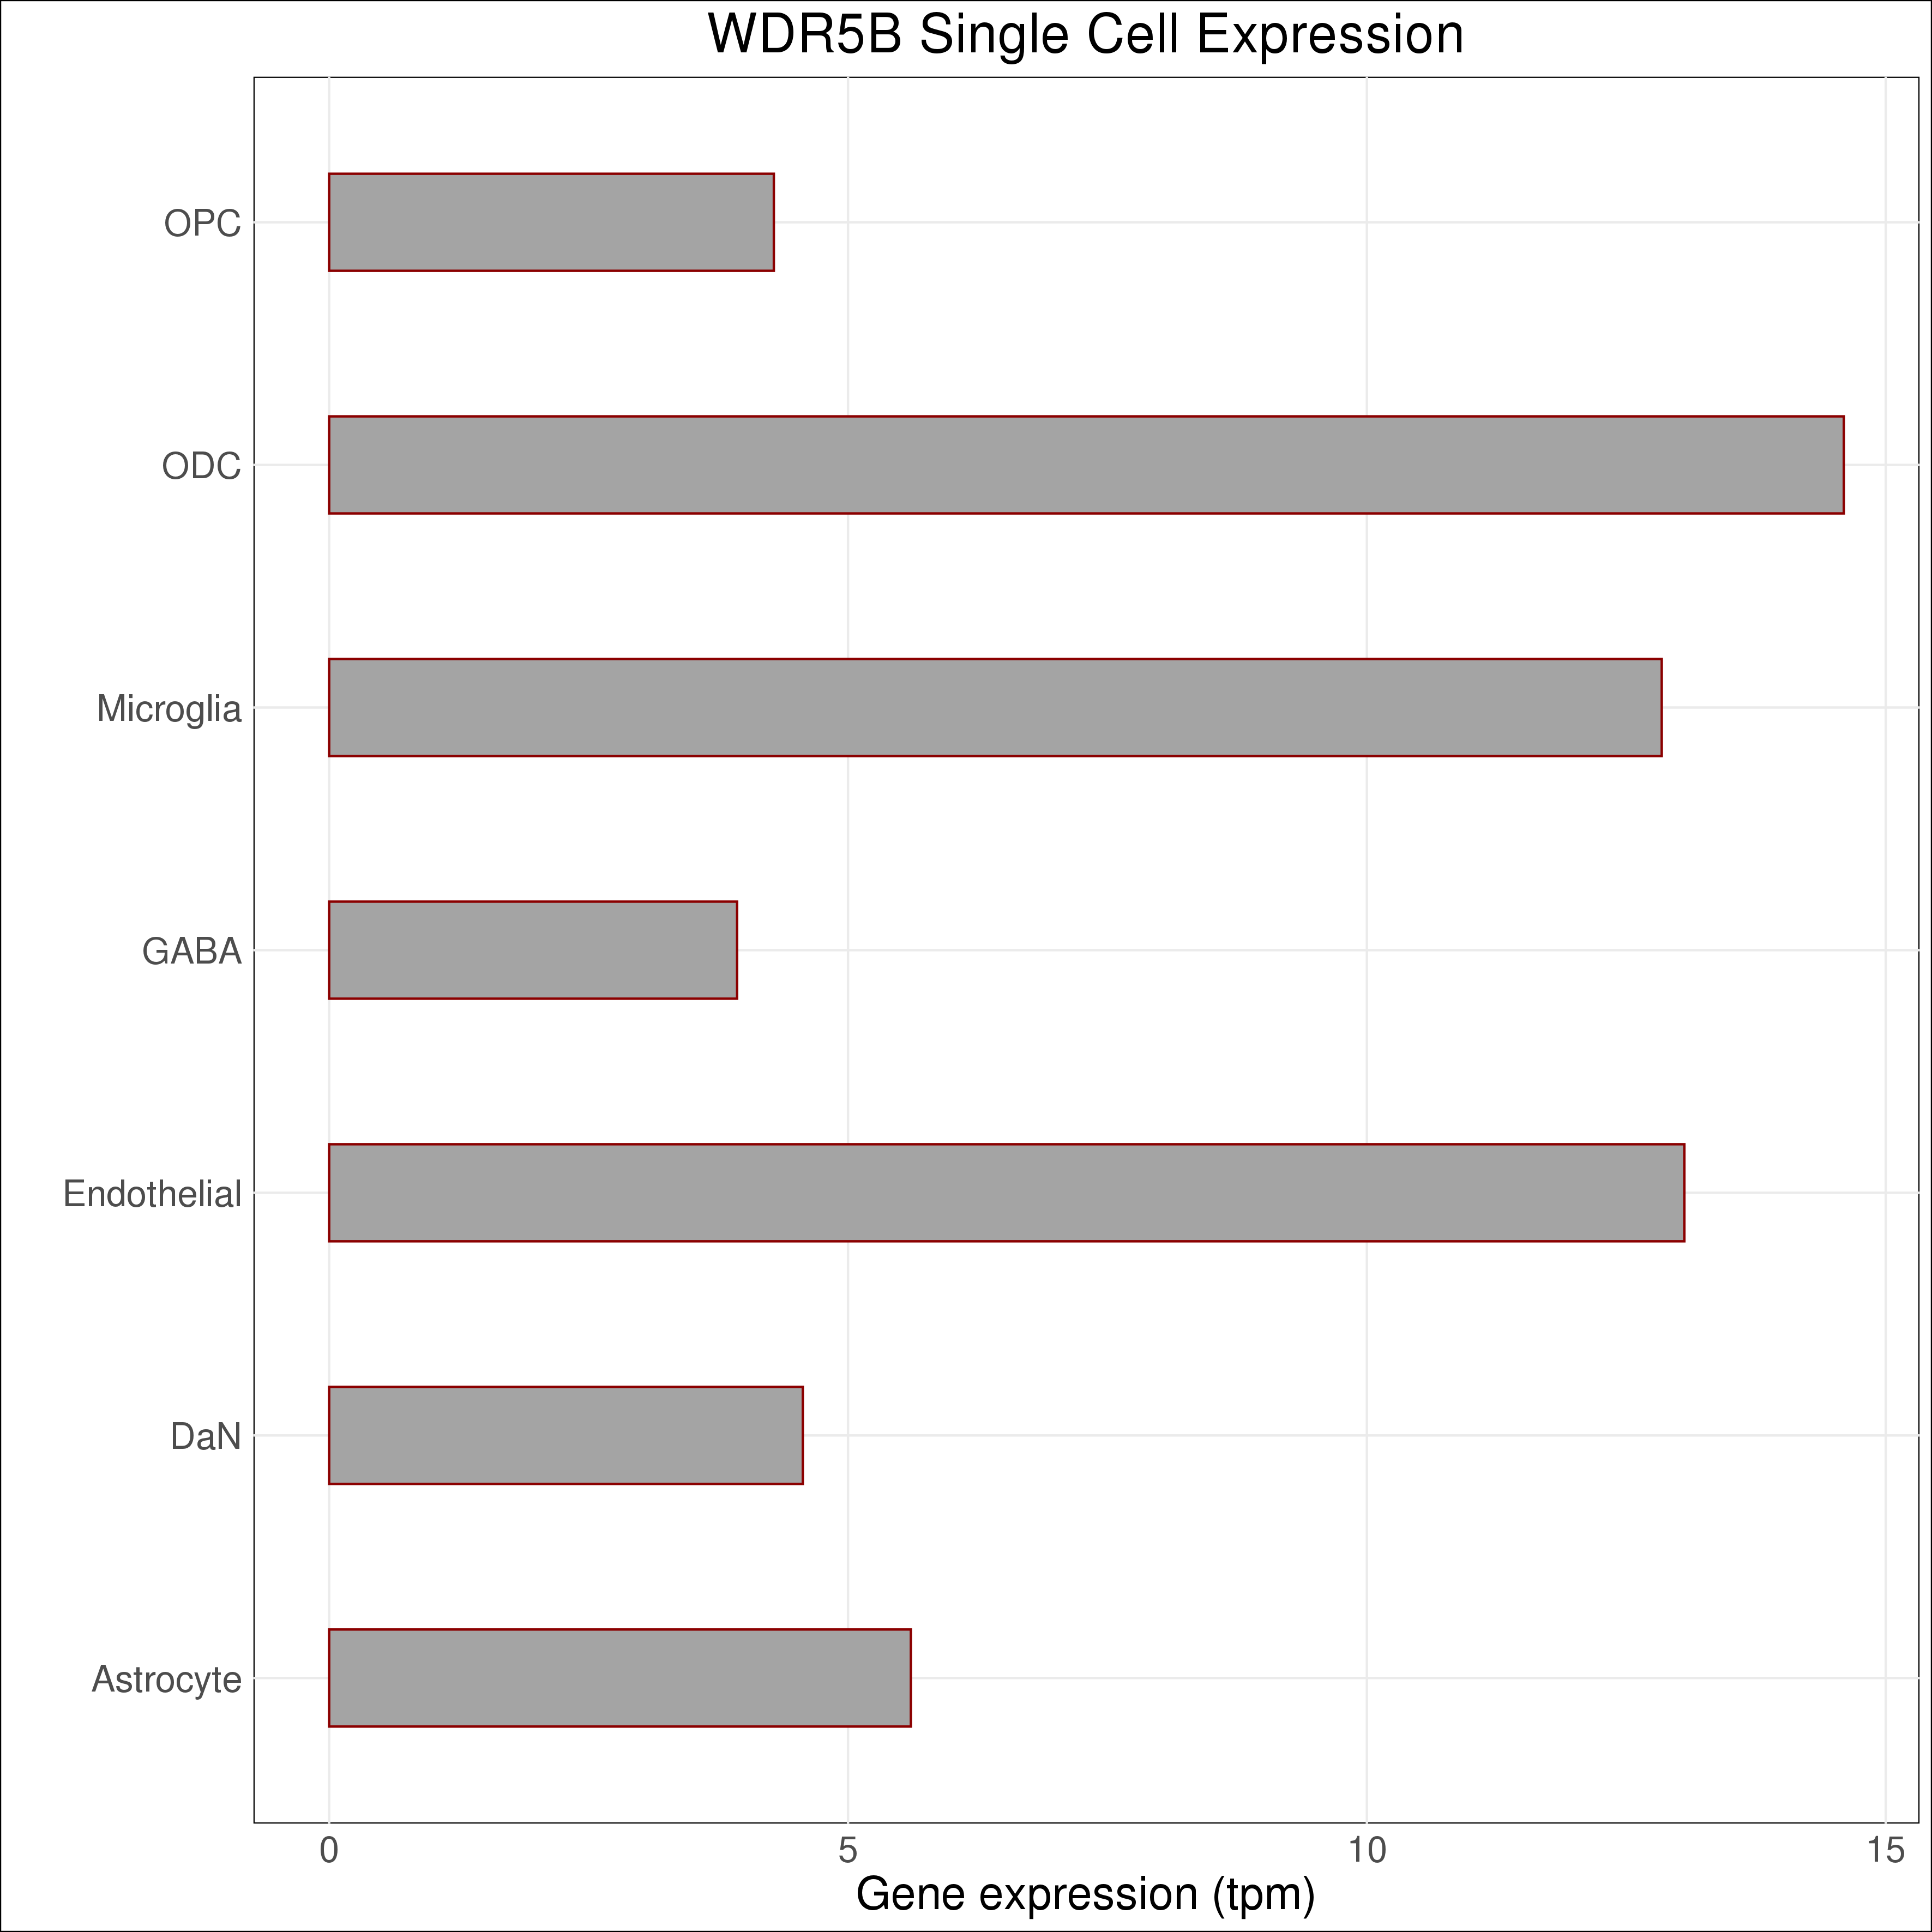 WDR5B Single Cell Expression
OPC
ODC
Microglia
GABA
Endothelial
DaN
Astrocyte
0 5 10 15
Gene expression (tpm)